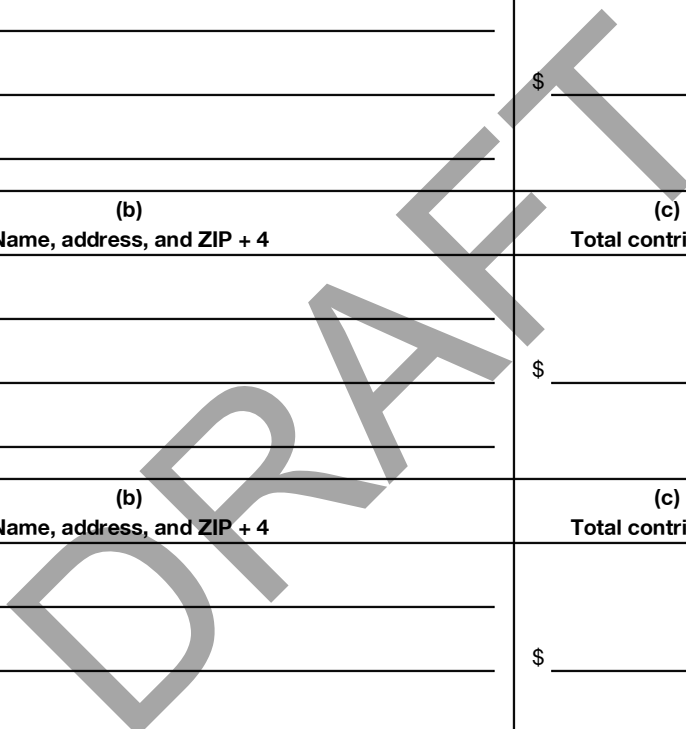 $
(b)
(c)
Name, address, and ZIP + 4
Total contri
$
(b)
(c)
Name, address, and ZIP + 4
Total contri
$
DRAFT